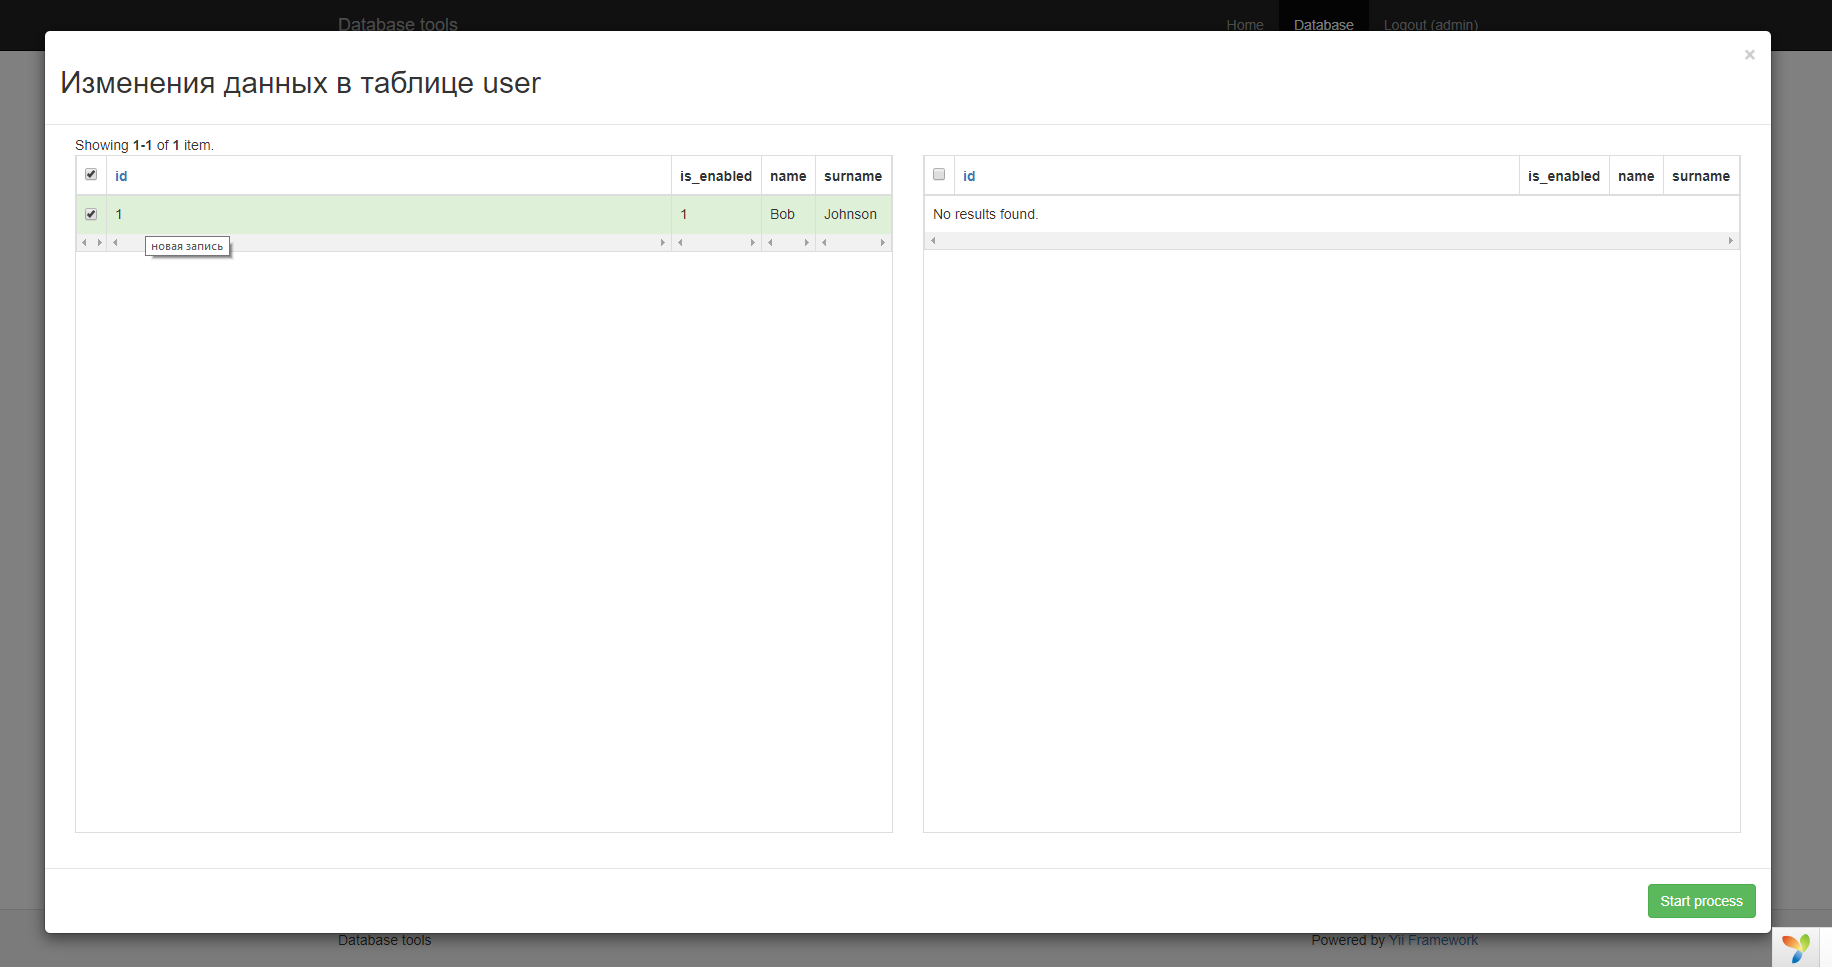 Database tools
Home Database Logout (admin)
×
Изменения данных в таблице user
Showing 1-1 of 1 item.
id is_enabled name surname
1 1 Bob Johnson
новая запись
id is_enabled name surname
No results found.
Start process
Database tools
Powered by Yii Framework